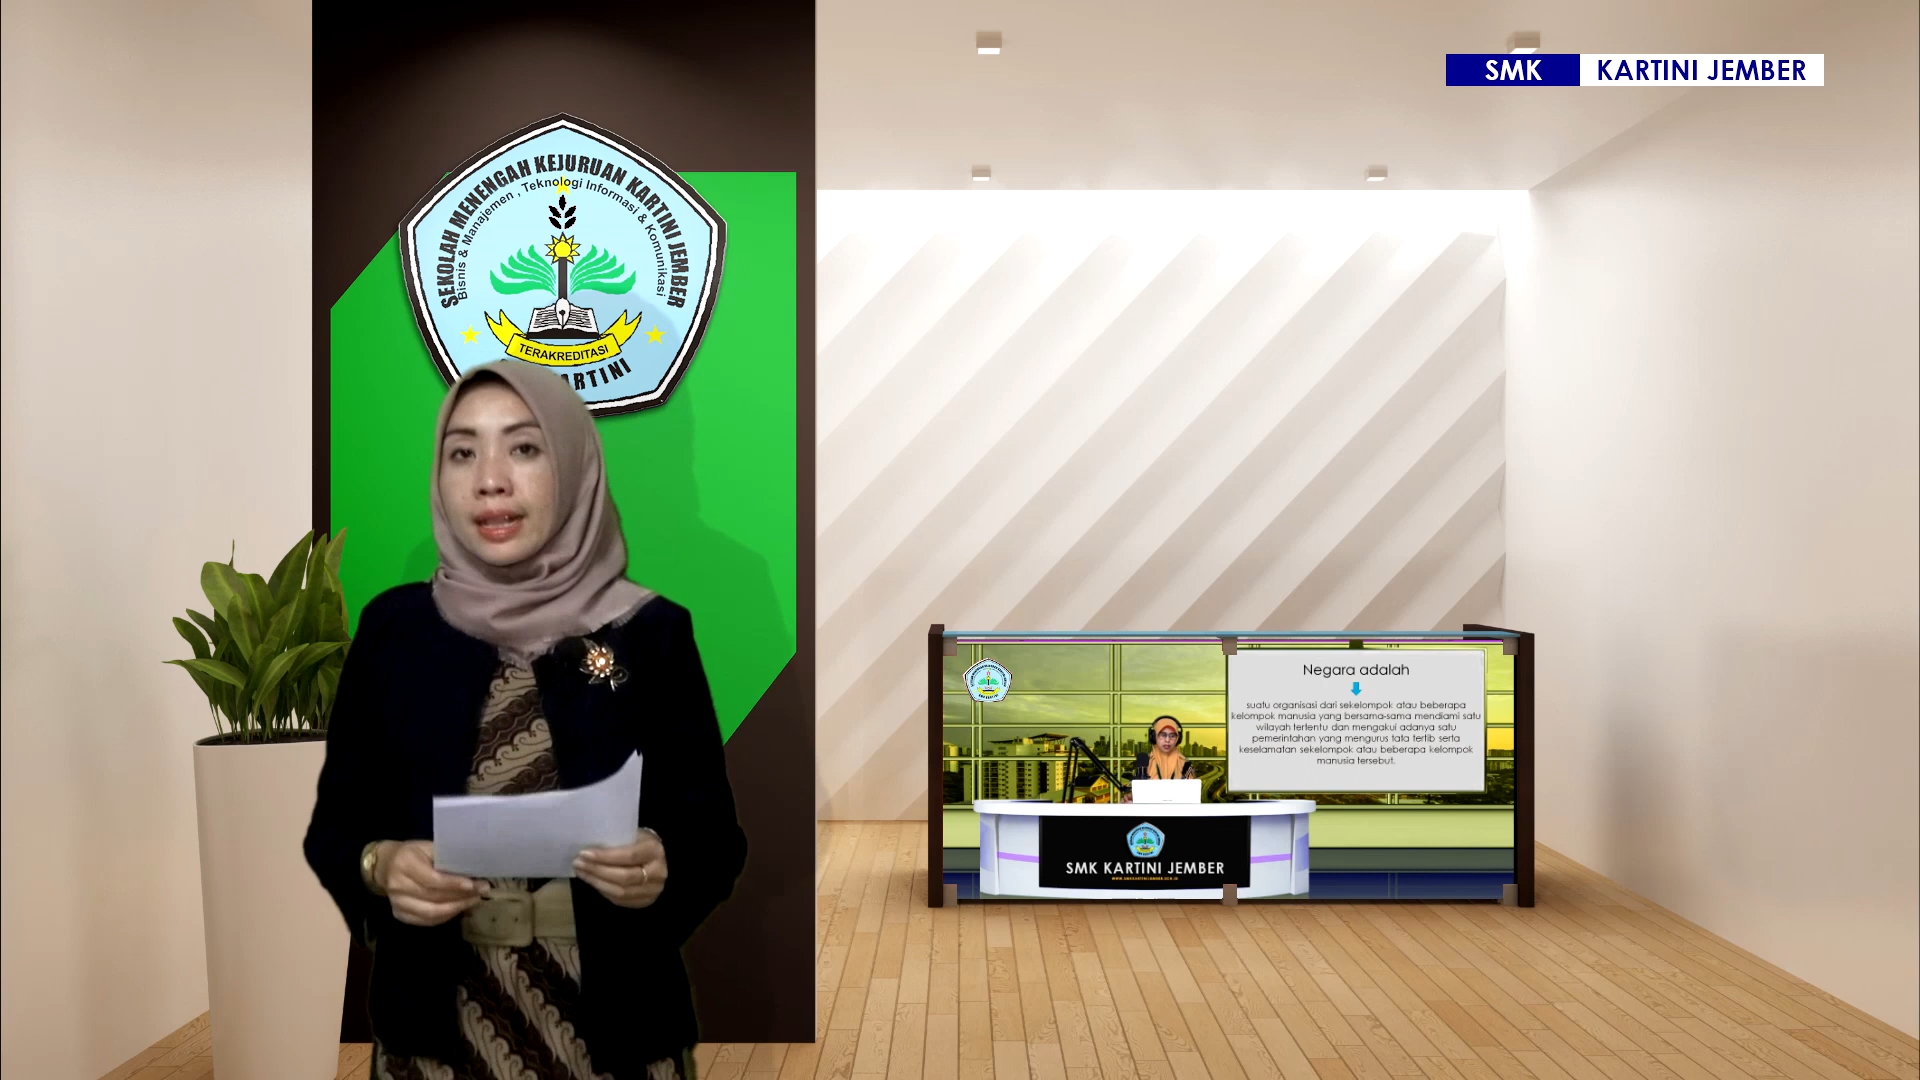 SMK KARTINI JEMBER
SEKOLAH MENENGAH KEJURUAN KARTINI JEMBER
Bisnis & Manajemen , Teknologi Informasi & Komunikasi
TERAKREDITASI
ARTINI
Negara adalah
suatu organisasi dari sekelompok atau beberapa
kelompok manusia yang bersama-sama mendiami satu
wilayah tertentu dan mengakui adanya satu
pemerintahan yang mengurus tata tertib serta
keselamatan sekelompok atau beberapa kelompok
manusia tersebut.
SMK KARTINI JEMBER